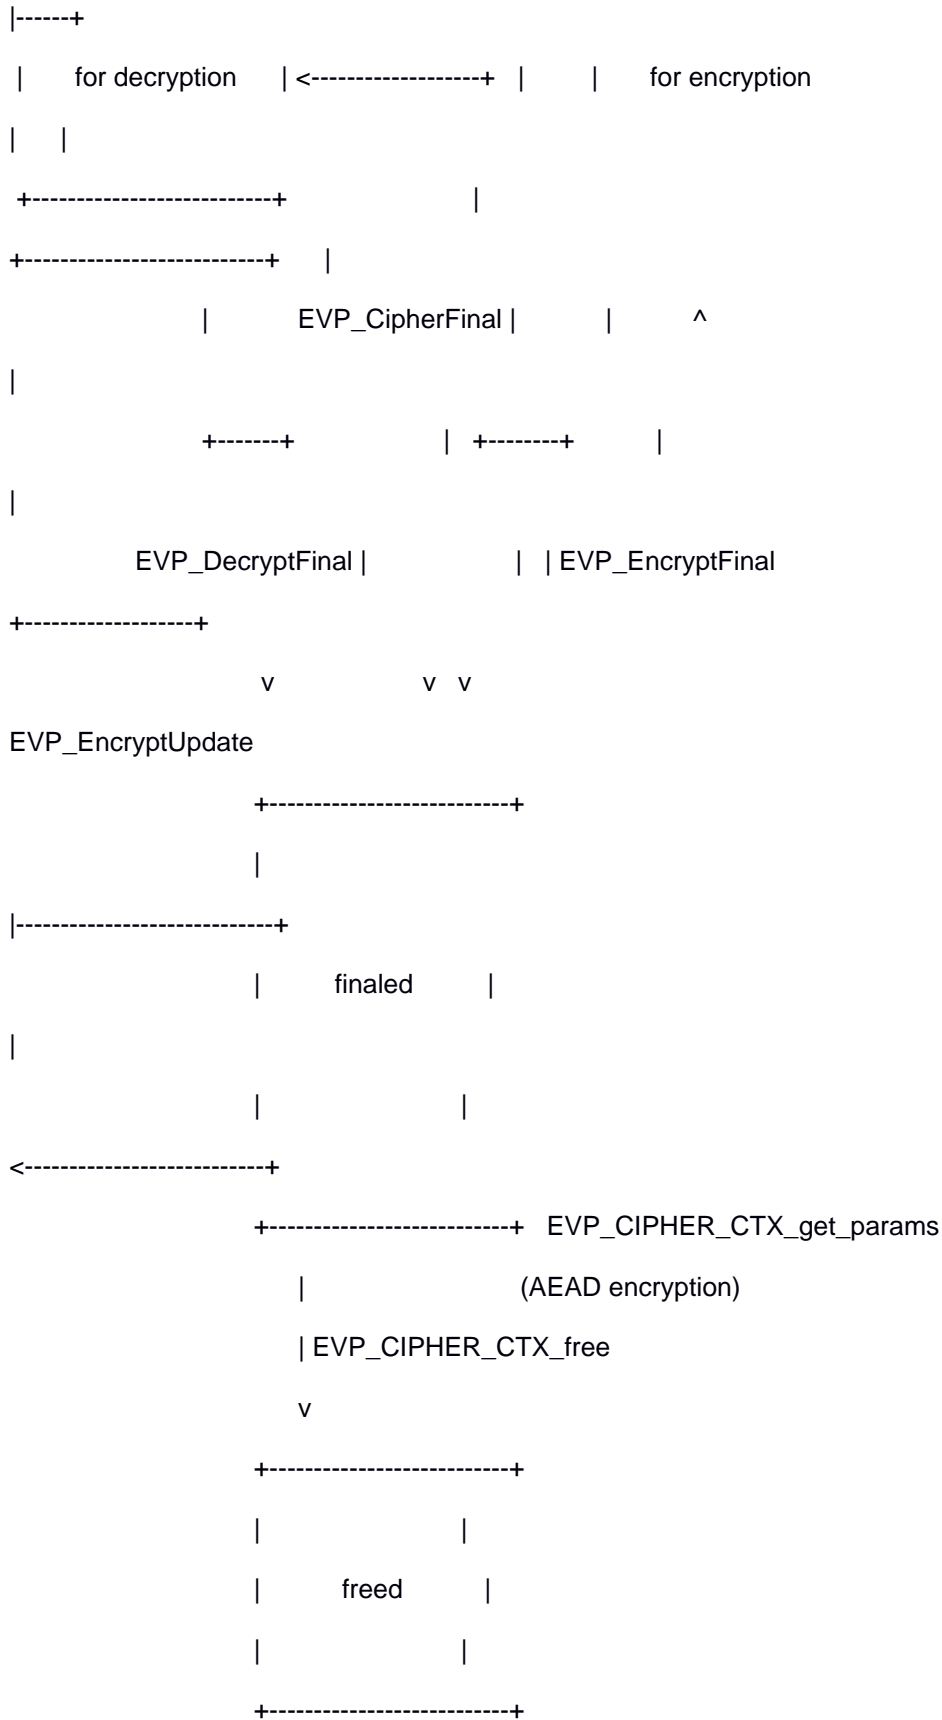 |------+
| for decryption | <-------------------+ | | for encryption
| |
+---------------------------+ |
+---------------------------+ |
| EVP_CipherFinal | | ^
|
+-------+ | +--------+ |
|
EVP_DecryptFinal | | | EVP_EncryptFinal
+-------------------+
v v v
EVP_EncryptUpdate
+---------------------------+
|
|-----------------------------+
| finaled |
|
| |
<---------------------------+
+---------------------------+ EVP_CIPHER_CTX_get_params
| (AEAD encryption)
| EVP_CIPHER_CTX_free
v
+---------------------------+
| |
| freed |
| |
+---------------------------+